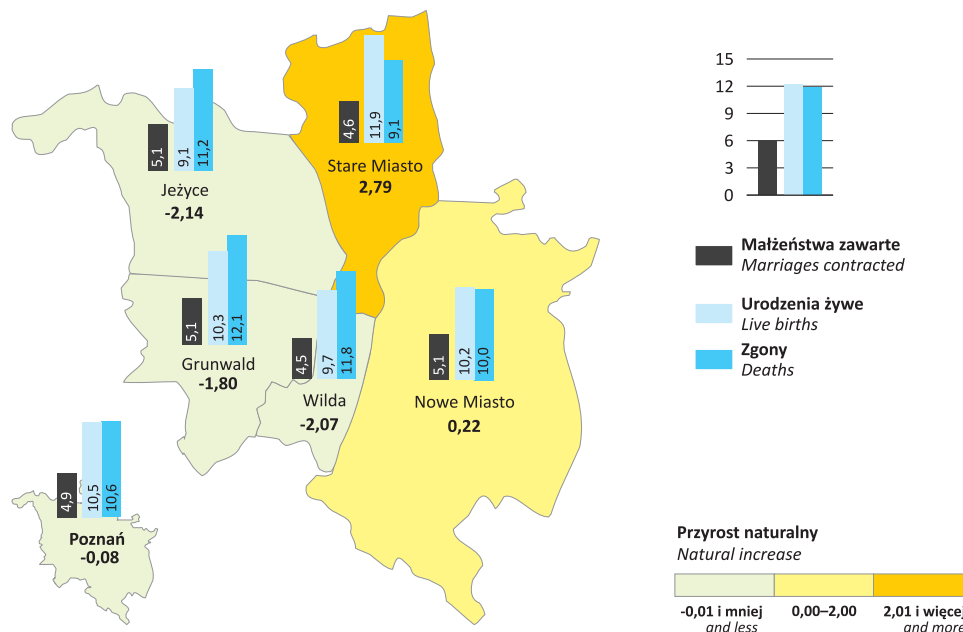 4,6
11,9
9,1
Stare Miasto
2,79
5,1
9,1
11,2
Jeżyce
-2,14
5,1
10,3
12,1
Grunwald
-1,80
4,5
9,7
11,8
Wilda
-2,07
5,1
10,2
10,0
Nowe Miasto
0,22
4,9
10,5
10,6
Poznań
-0,08
15
12
6
3
0
Małżeństwa zawarte
Marriages contracted
Urodzenia żywe
Live births
Zgony
Deaths
Przyrost naturalny
Natural increase
-0,01 i mniej
and less
0,00–2,00
2,01 i więcej
and more